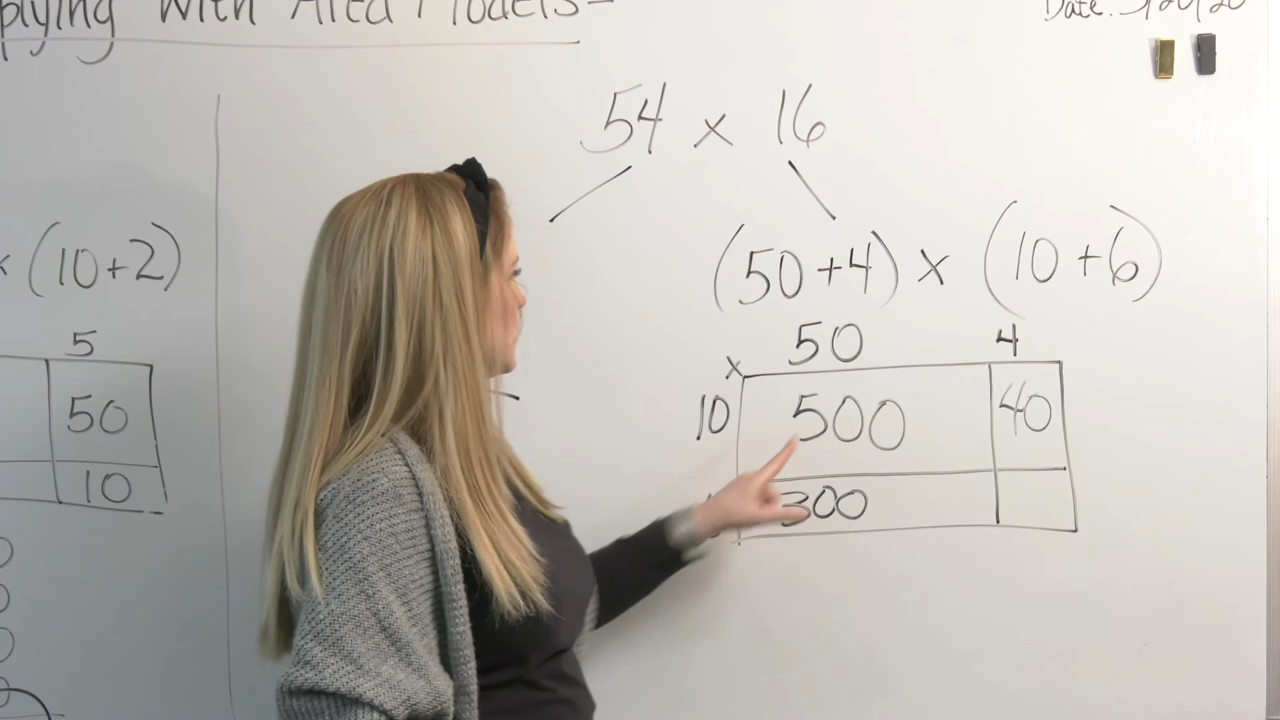 With Area Models
Date:
54 x 16
x (10+2)
(50+4) x (10+6)
5
50
10
x 50 4
10 500 40
300